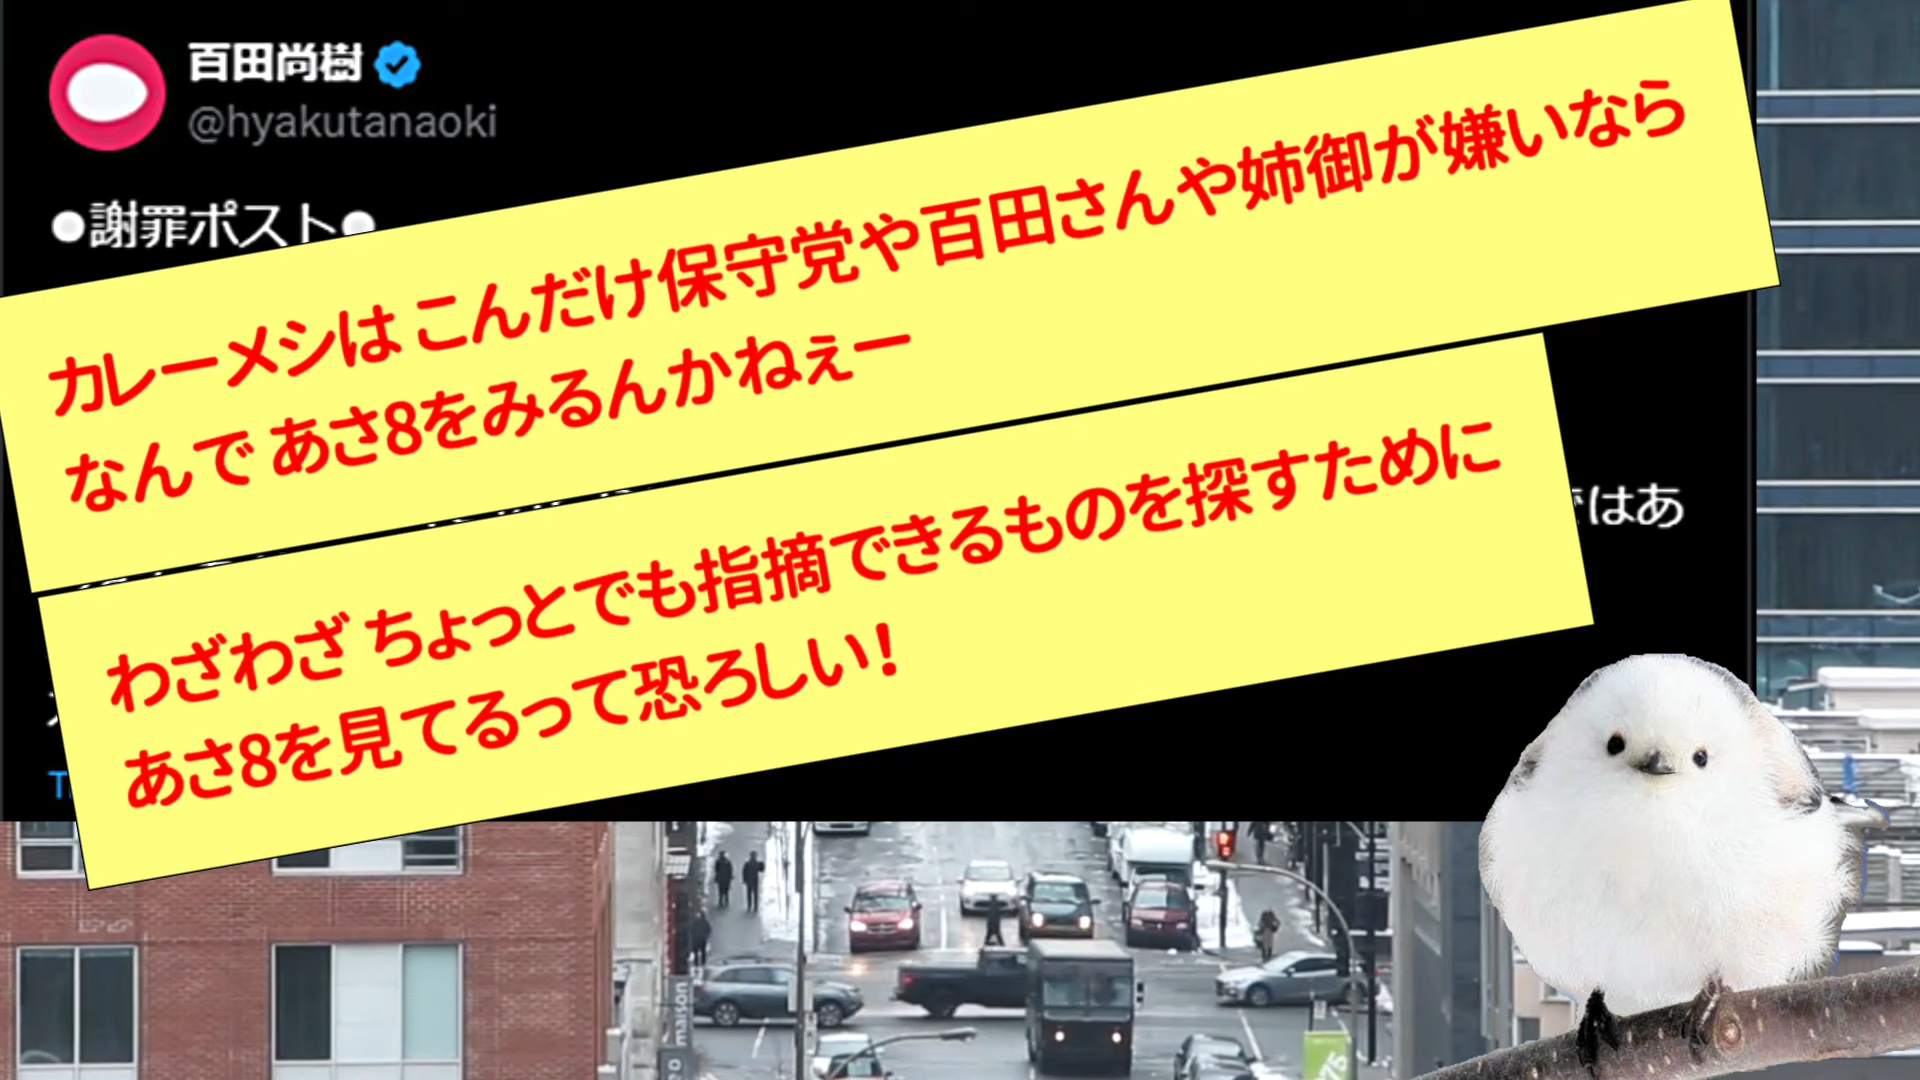 百田尚樹
@hyakutanaoki
●謝罪ポスト●
カレーメシは こんだけ保守党や百田さんや姉御が嫌いなら
なんで あさ8をみるんかねぇー
はあ
わざわざ ちょっとでも指摘できるものを探すために
あさ8を見てるって恐ろしい！
maison